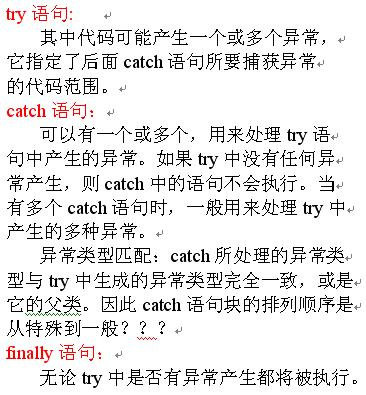 try 语句:
其中代码可能产生一个或多个异常，
它指定了后面 catch 语句所要捕获异常
的代码范围。
catch 语句：
可以有一个或多个，用来处理 try 语
句中产生的异常。如果 try 中没有任何异
常产生，则 catch 中的语句不会执行。当
有多个 catch 语句时，一般用来处理 try 中
产生的多种异常。
异常类型匹配：catch 所处理的异常类
型与 try 中生成的异常类型完全一致，或是
它的父类。因此 catch 语句块的排列顺序是
从特殊到一般？？？
finally 语句：
无论 try 中是否有异常产生都将被执行。